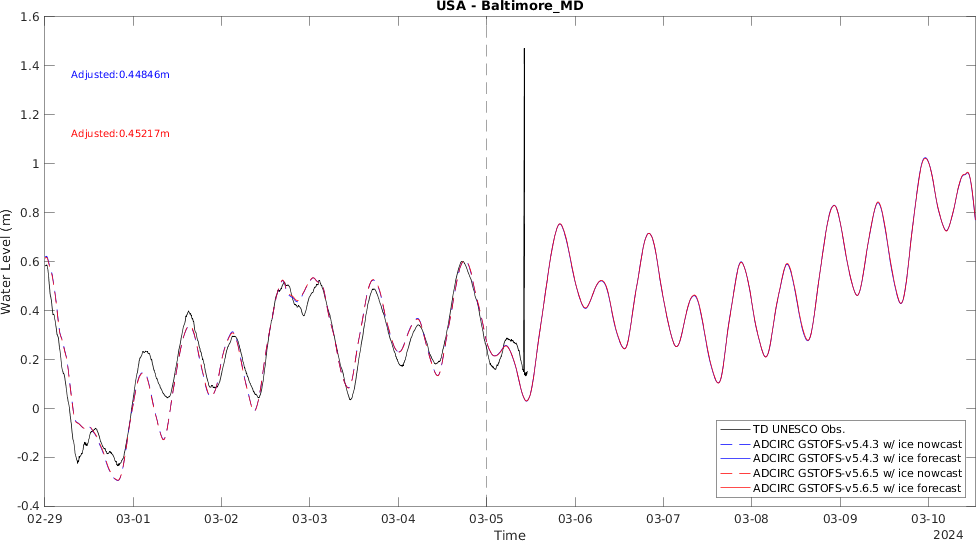 USA - Baltimore_MD
1.6
1.4
1.2
1
0.8
0.6
0.4
0.2
0
-0.2
-0.4
Water Level (m)
Adjusted:0.44846m
Adjusted:0.45217m
TD UNESCO Obs.
ADCIRC GSTOFS-v5.4.3 w/ ice nowcast
ADCIRC GSTOFS-v5.4.3 w/ ice forecast
ADCIRC GSTOFS-v5.6.5 w/ ice nowcast
ADCIRC GSTOFS-v5.6.5 w/ ice forecast
02-29 03-01 03-02 03-03 03-04 03-05 03-06 03-07 03-08 03-09 03-10
Time
2024